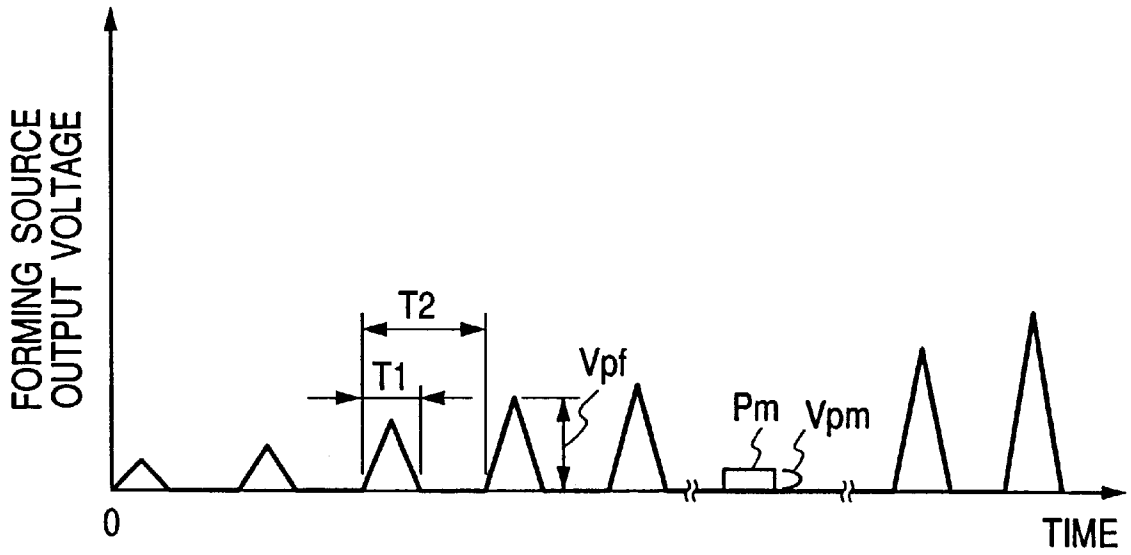 FORMING SOURCE
OUTPUT VOLTAGE
T2
T1
Vpf
Pm
Vpm
0
TIME